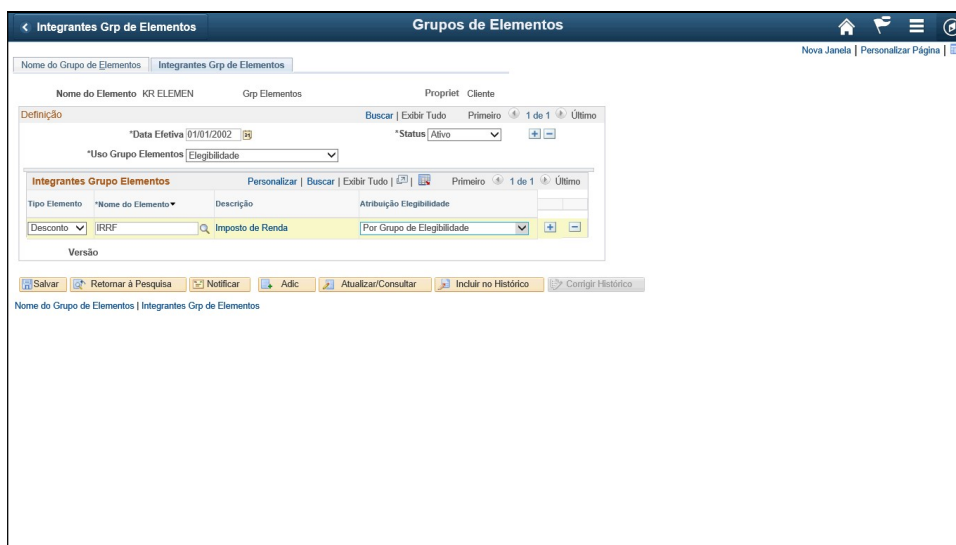 Integrantes Grp de Elementos Grupos de Elementos
Nova Janela | Personalizar Página |
Nome do Grupo de Elementos Integrantes Grp de Elementos
Nome do Elemento KR ELEMEN Grp Elementos Propriet Cliente
Definição Buscar | Exibir Tudo Primeiro 1 de 1 Último
*Data Efetiva 01/01/2002 *Status Ativo
*Uso Grupo Elementos Elegibilidade
Integrantes Grupo Elementos Personalizar | Buscar | Exibir Tudo | | Primeiro 1 de 1 Último
Tipo Elemento *Nome do Elemento Descrição Atribuição Elegibilidade
Desconto IRRF Imposto de Renda Por Grupo de Elegibilidade
Versão
Salvar Retornar à Pesquisa Notificar Adic Atualizar/Consultar Incluir no Histórico Corrigir Histórico
Nome do Grupo de Elementos | Integrantes Grp de Elementos